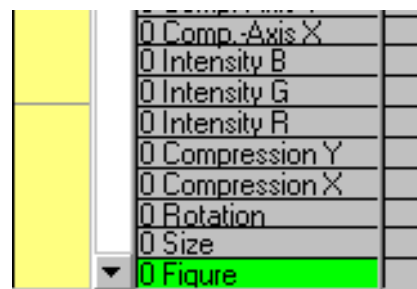 0 Comp.-Axis X
0 Intensity B
0 Intensity G
0 Intensity R
0 Compression Y
0 Compression X
0 Rotation
0 Size
0 Figure